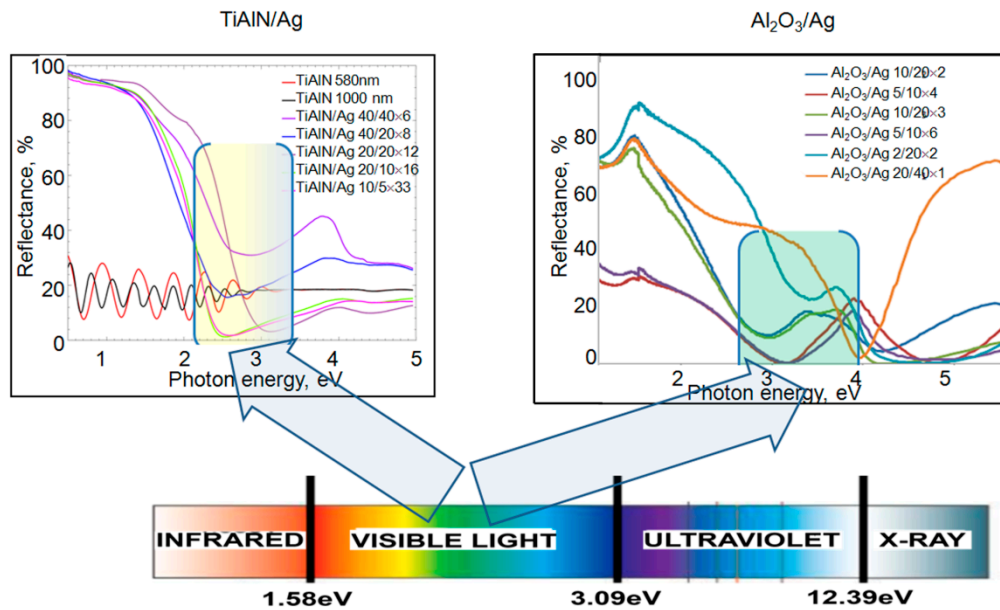 TiAlN/Ag
100
80
60
40
20
0
Reflectance, %
TiAlN 580nm
TiAlN 1000 nm
TiAlN/Ag 40/40×6
TiAlN/Ag 40/20×8
TiAlN/Ag 20/20×12
TiAlN/Ag 20/10×16
TiAlN/Ag 10/5×33
1 2 3 4 5
Photon energy, eV
Al₂O₃/Ag
100
80
60
40
20
0
Reflectance, %
Al₂O₃/Ag 10/20×2
Al₂O₃/Ag 5/10×4
Al₂O₃/Ag 10/20×3
Al₂O₃/Ag 5/10×6
Al₂O₃/Ag 2/20×2
Al₂O₃/Ag 20/40×1
2 3 4 5
Photon energy, eV
INFRARED VISIBLE LIGHT ULTRAVIOLET X-RAY
1.58eV 3.09eV 12.39eV